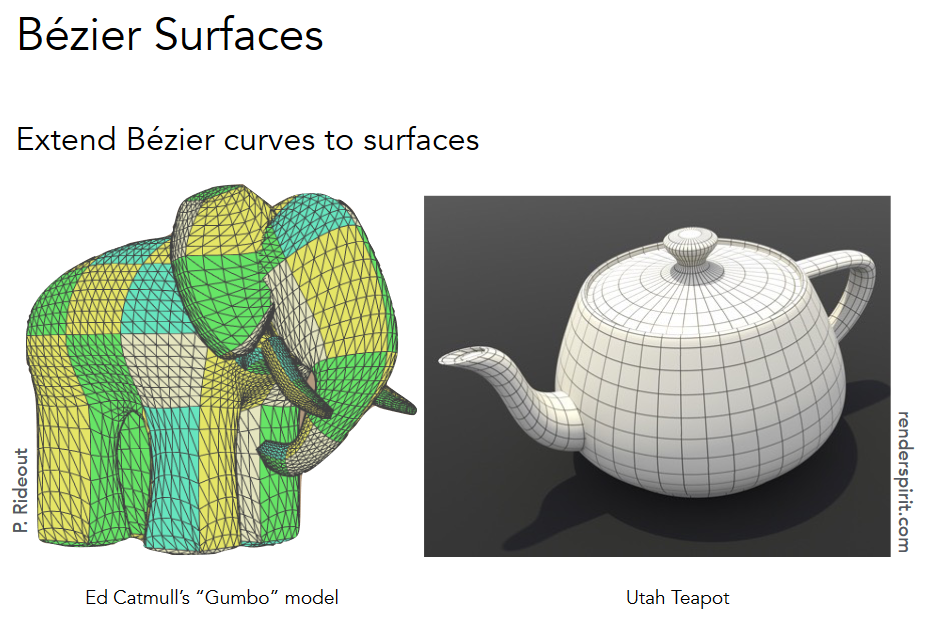 Bézier Surfaces
Extend Bézier curves to surfaces
P. Rideout
renderspirit.com
Ed Catmull’s “Gumbo” model
Utah Teapot